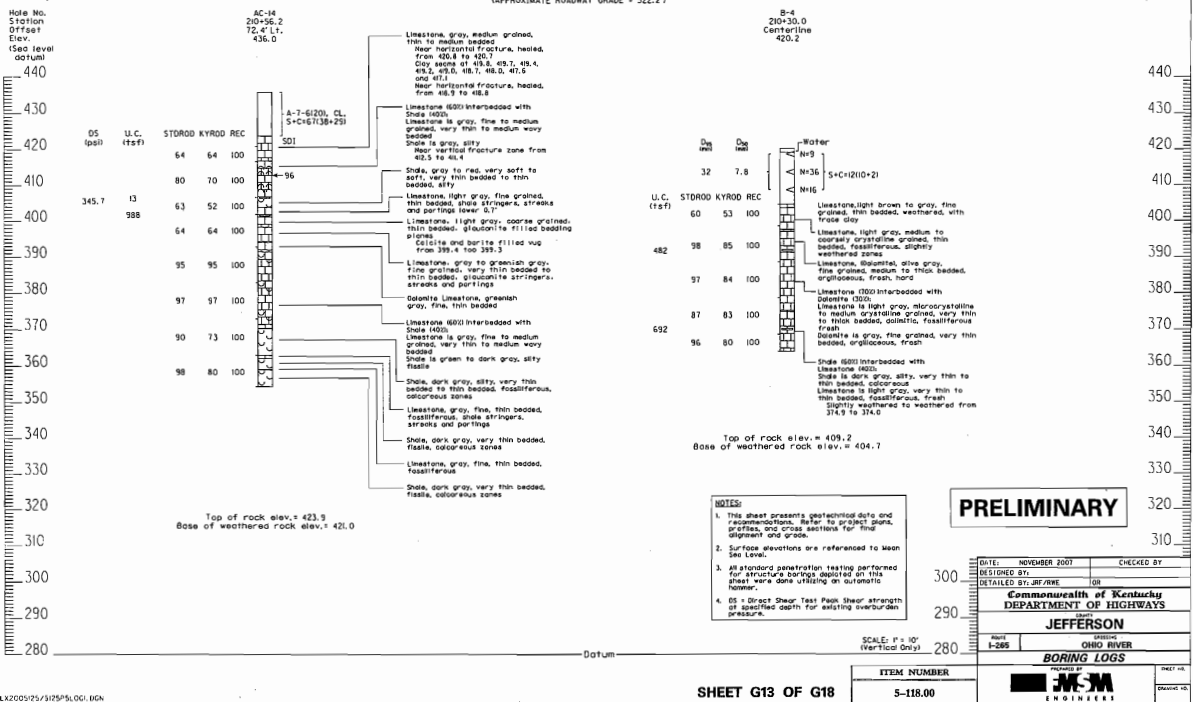 (APPROXIMATE ROADWAY GRADE = 522.2')
Hole No.
Station
Offset
Elev.
(Sea level
datum)
AC-14
210+56.2
72.4' Lt.
436.0
B-4
210+30.0
Centerline
420.2
440
430
420
410
400
390
380
370
360
350
340
330
320
310
300
290
280
DS
(psi)
U.C.
(tsf)
STDRQD KYRQD REC
64 64 100
80 70 100
63 52 100
64 64 100
95 95 100
97 97 100
90 73 100
98 80 100
345.7
13
988
A-7-6(20), CL,
S+C=67(38+29)
SDI
96
Limestone, gray, medium grained,
thin to medium bedded
Near horizontal fracture, healed,
from 420.8 to 420.7
Clay seams at 419.8, 419.7, 419.4,
419.2, 419.0, 418.7, 418.0, 417.6
and 417.1
Near horizontal fracture, healed,
from 418.9 to 418.8
Limestone (60%) interbedded with
Shale (40%):
Limestone is gray, fine to medium
grained, very thin to medium wavy
bedded
Shale is gray, silty
Near vertical fracture zone from
412.5 to 411.4
Shale, gray to red, very soft to
soft, very thin bedded to thin
bedded, silty
Limestone, light gray, fine grained,
thin bedded, shale stringers, streaks
and partings lower 0.7'
Limestone, light gray, coarse grained,
thin bedded, glauconite filled bedding
planes
Calcite and barite filled vug
from 399.4 too 399.3
Limestone, gray to greenish gray,
fine grained, very thin bedded to
thin bedded, glauconite stringers,
streaks and partings
Dolomite Limestone, greenish
gray, fine, thin bedded
Limestone (60%) interbedded with
Shale (40%):
Limestone is gray, fine to medium
grained, very thin to medium wavy
bedded
Shale is green to dark gray, silty
fissile
Shale, dark gray, silty, very thin
bedded to thin bedded, fossiliferous,
calcareous zones
Limestone, gray, fine, thin bedded,
fossiliferous, shale stringers,
streaks and partings
Shale, dark gray, very thin bedded,
fissile, calcareous zones
Limestone, gray, fine, thin bedded,
fossiliferous
Shale, dark gray, very thin bedded,
fissile, calcareous zones
Top of rock elev.= 423.9
Base of weathered rock elev.= 421.0
D95
(mm)
D50
(mm)
32 7.8
Water
N=9
N=36
N=16
S+C=12(10+2)
U.C.
(tsf)
STDRQD KYRQD REC
60 53 100
98 85 100
97 84 100
87 83 100
96 80 100
482
692
Limestone,light brown to gray, fine
grained, thin bedded, weathered, with
trace clay
Limestone, light gray, medium to
coarsely crystalline grained, thin
bedded, fossiliferous, slightly
weathered zones
Limestone, (Dolomite), olive gray,
fine grained, medium to thick bedded,
argillaceous, fresh, hard
Limestone (70%) interbedded with
Dolomite (30%):
Limestone is light gray, microcrystalline
to medium crystalline grained, very thin
to thick bedded, dolimitic, fossiliferous
fresh
Dolomite is gray, fine grained, very thin
bedded, argillaceous, fresh
Shale (60%) interbedded with
Limestone (40%):
Shale is dark gray, silty, very thin to
thin bedded, calcareous
Limestone is light gray, very thin to
thin bedded, fossiliferous, fresh
Slightly weathered to weathered from
374.9 to 374.0
Top of rock elev.= 409.2
Base of weathered rock elev.= 404.7
440
430
420
410
400
390
380
370
360
350
340
330
320
310
300
290
280
NOTES:
1. This sheet presents geotechnical data and
recommendations. Refer to project plans,
profiles, and cross sections for final
alignment and grade.
2. Surface elevations are referenced to Mean
Sea Level.
3. All standard penetration testing performed
for structure borings depicted on this
sheet were done utilizing an automatic
hammer.
4. DS = Direct Shear Test Peak Shear strength
at specified depth for existing overburden
pressure.
PRELIMINARY
SCALE: 1" = 10'
(Vertical Only)
Datum
DATE: NOVEMBER 2007 CHECKED BY
DESIGNED BY:
DETAILED BY: JRF/RWE
Commonwealth of Kentucky
DEPARTMENT OF HIGHWAYS
COUNTY
JEFFERSON
ROUTE
I-265
CROSSING
OHIO RIVER
BORING LOGS
PREPARED BY
FMSM
ENGINEERS
SHEET NO.
DRAWING NO.
ITEM NUMBER
5-118.00
SHEET G13 OF G18